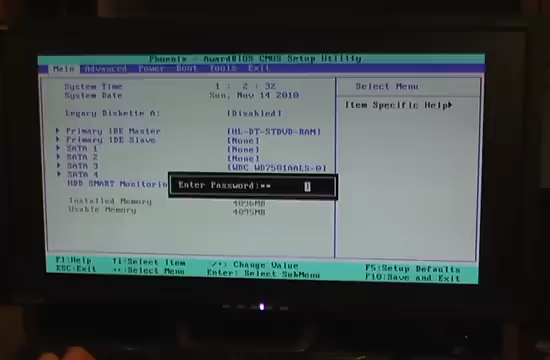 Phoenix - AwardBIOS CMOS Setup Utility
Main Advanced Power Boot Tools Exit
System Time 1 : 2 : 32
System Date Sun, Nov 14 2010
Legacy Diskette A: [Disabled]
Primary IDE Master [HL-DT-STDVD-RAM]
Primary IDE Slave [None]
SATA 1 [None]
SATA 2 [None]
SATA 3 [WDC WD7501AALS-0]
SATA 4
HDD SMART Monitorin
Enter Password:**
Installed Memory 4096MB
Usable Memory 4095MB
Select Menu
Item Specific Help
F1:Help ↑↓:Select Item -/+: Change Value F5:Setup Defaults
ESC:Exit ←→:Select Menu Enter: Select SubMenu F10:Save and Exit